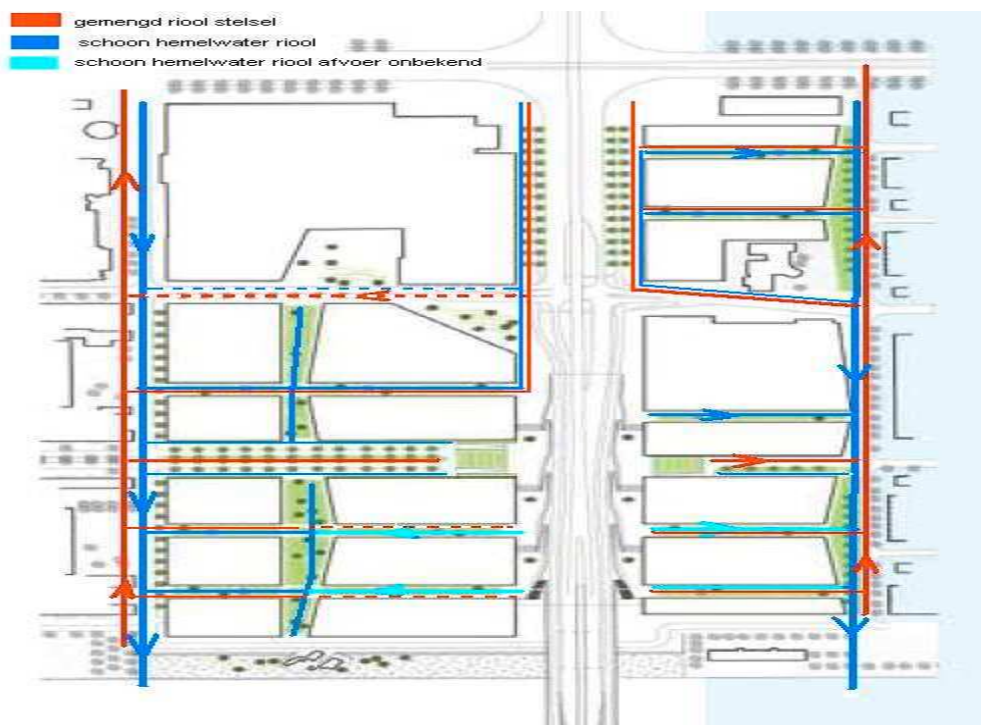 gemengd riool stelsel
schoon hemelwater riool
schoon hemelwater riool afvoer onbekend